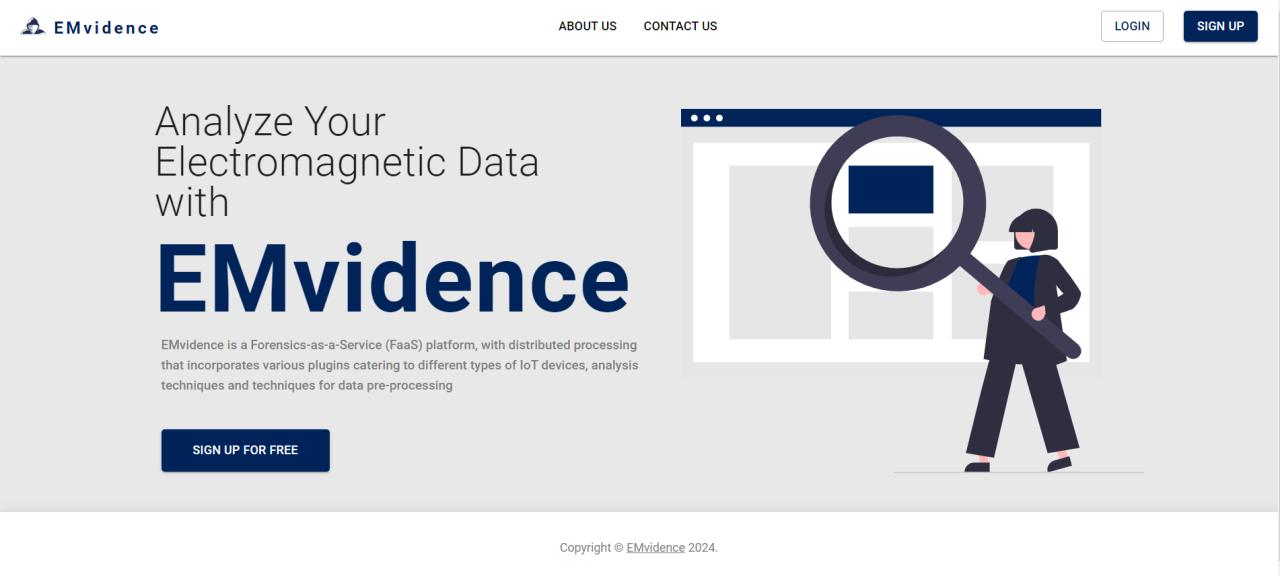 EMvidence
ABOUT US
CONTACT US
LOGIN
SIGN UP
Analyze Your
Electromagnetic Data
with
EMvidence
EMvidence is a Forensics-as-a-Service (FaaS) platform, with distributed processing
that incorporates various plugins catering to different types of IoT devices, analysis
techniques and techniques for data pre-processing
SIGN UP FOR FREE
Copyright © EMvidence 2024.